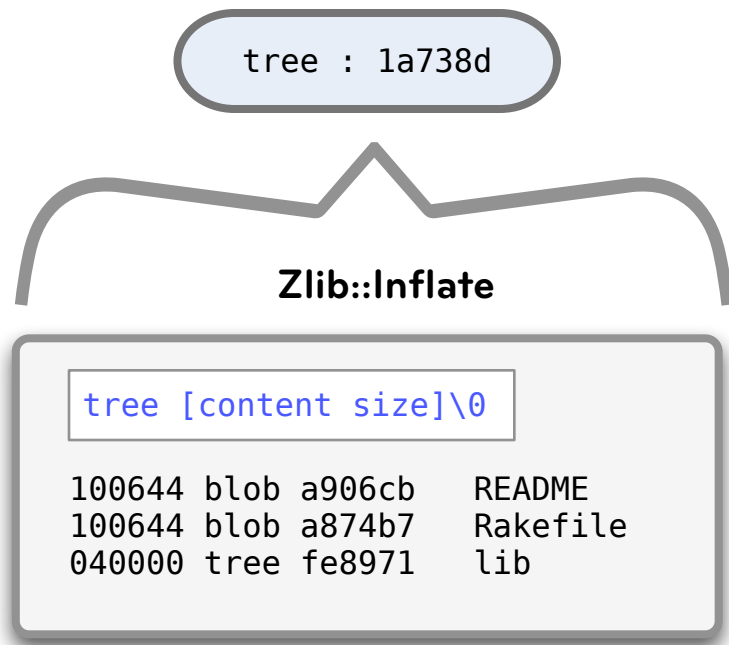 tree : 1a738d
Zlib::Inflate
tree [content size]\0
100644 blob a906cb   README
100644 blob a874b7   Rakefile
040000 tree fe8971   lib